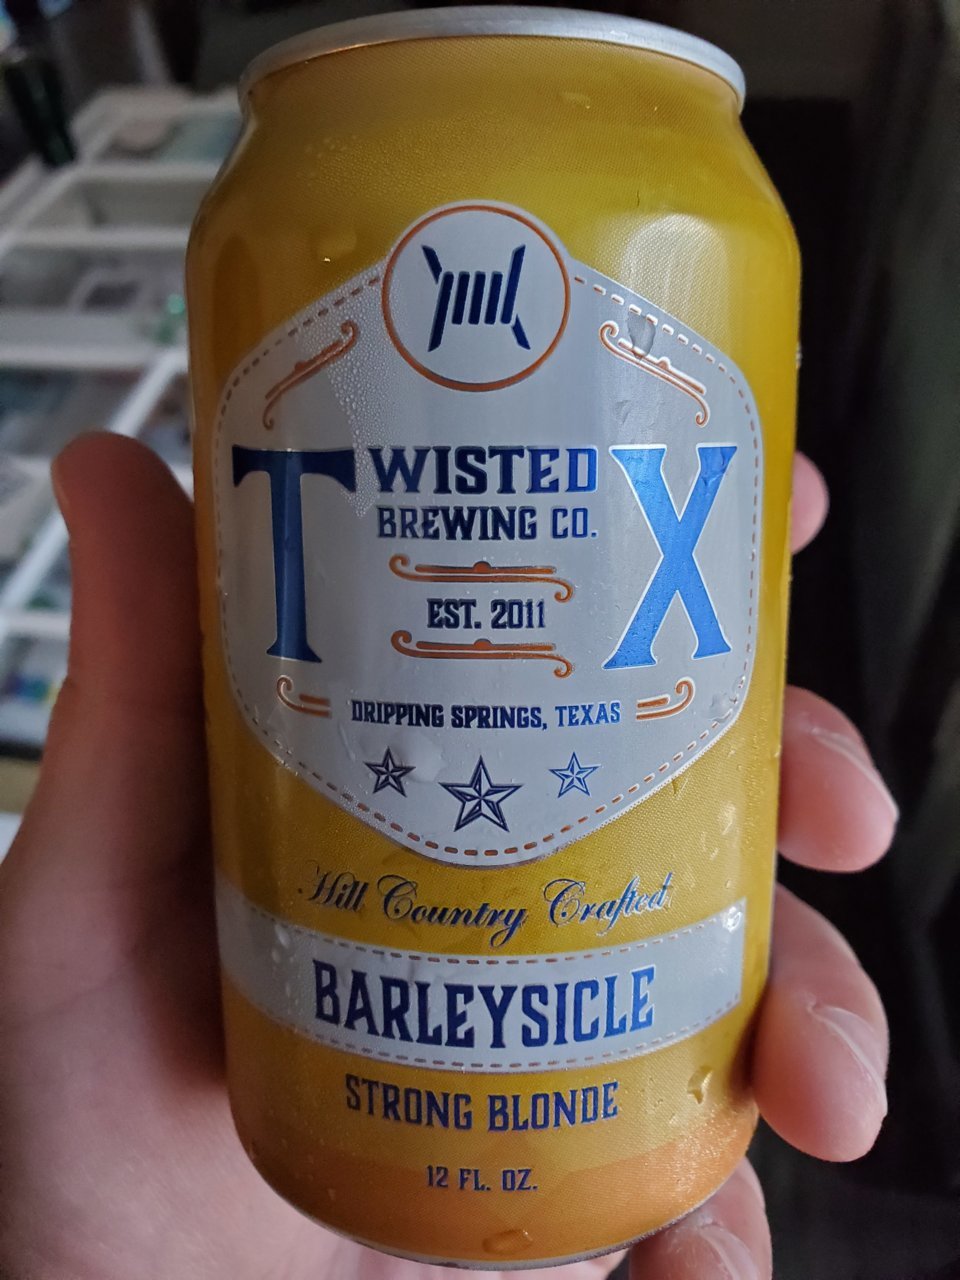 TWISTED X
BREWING CO.
EST. 2011
DRIPPING SPRINGS, TEXAS
Hill Country Crafted
BARLEYSICLE
STRONG BLONDE
12 FL. OZ.